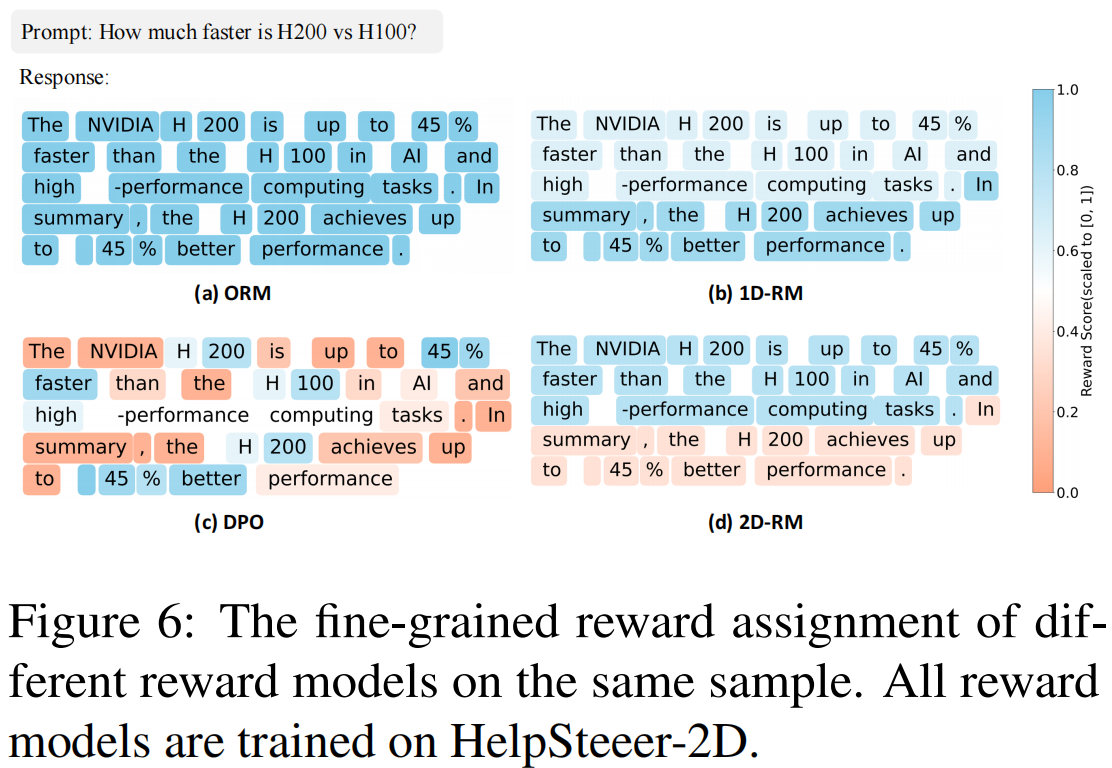 Prompt: How much faster is H200 vs H100?
Response:
The NVIDIA H 200 is up to 45 %
faster than the H 100 in AI and
high -performance computing tasks . In
summary , the H 200 achieves up
to 45 % better performance .
(a) ORM
The NVIDIA H 200 is up to 45 %
faster than the H 100 in AI and
high -performance computing tasks . In
summary , the H 200 achieves up
to 45 % better performance .
(b) 1D-RM
The NVIDIA H 200 is up to 45 %
faster than the H 100 in AI and
high -performance computing tasks . In
summary , the H 200 achieves up
to 45 % better performance
(c) DPO
The NVIDIA H 200 is up to 45 %
faster than the H 100 in AI and
high -performance computing tasks . In
summary , the H 200 achieves up
to 45 % better performance .
(d) 2D-RM
1.0
0.8
0.6
0.4
0.2
0.0
Reward Score(scaled to [0, 1])
Figure 6: The fine-grained reward assignment of dif-
ferent reward models on the same sample. All reward
models are trained on HelpSteeer-2D.